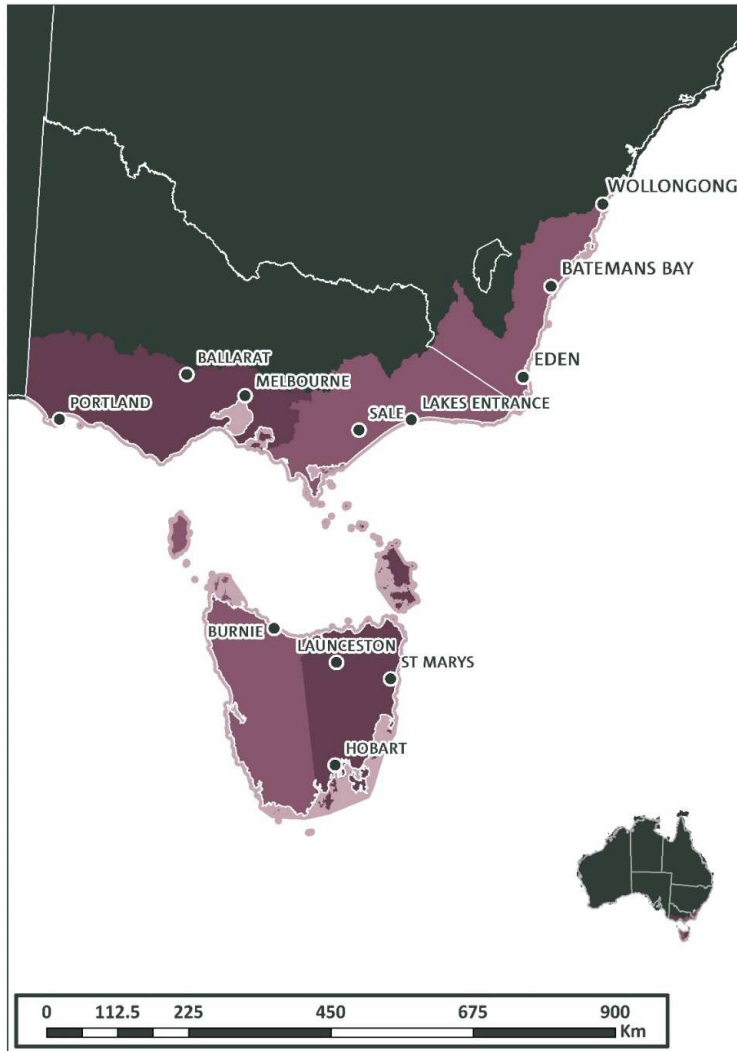 WOLLONGONG
BATEMANS BAY
BALLARAT
EDEN
MELBOURNE
PORTLAND
SALE
LAKES ENTRANCE
BURNIE
LAUNCESTON
ST MARYS
HOBART
0 112.5 225 450 675 900
Km